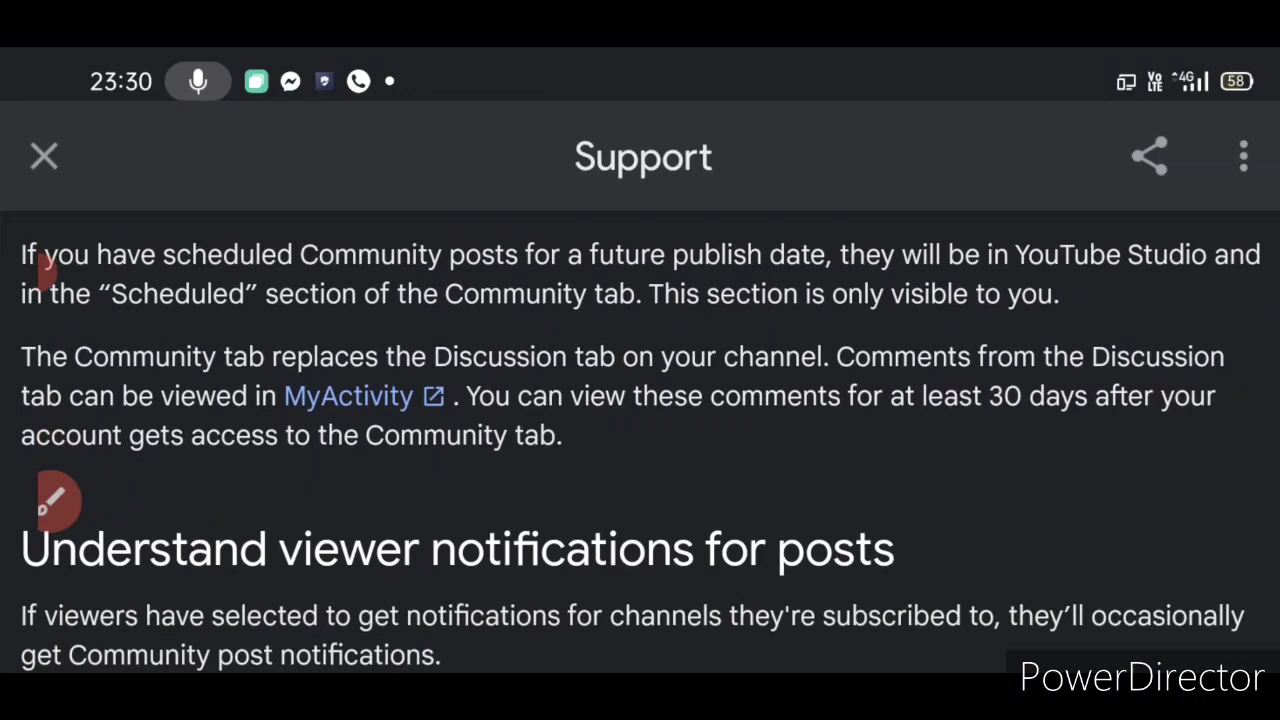 23:30
Vo LTE 4G 58
Support
If you have scheduled Community posts for a future publish date, they will be in YouTube Studio and
in the “Scheduled” section of the Community tab. This section is only visible to you.
The Community tab replaces the Discussion tab on your channel. Comments from the Discussion
tab can be viewed in MyActivity . You can view these comments for at least 30 days after your
account gets access to the Community tab.
Understand viewer notifications for posts
If viewers have selected to get notifications for channels they're subscribed to, they’ll occasionally
get Community post notifications.
PowerDirector